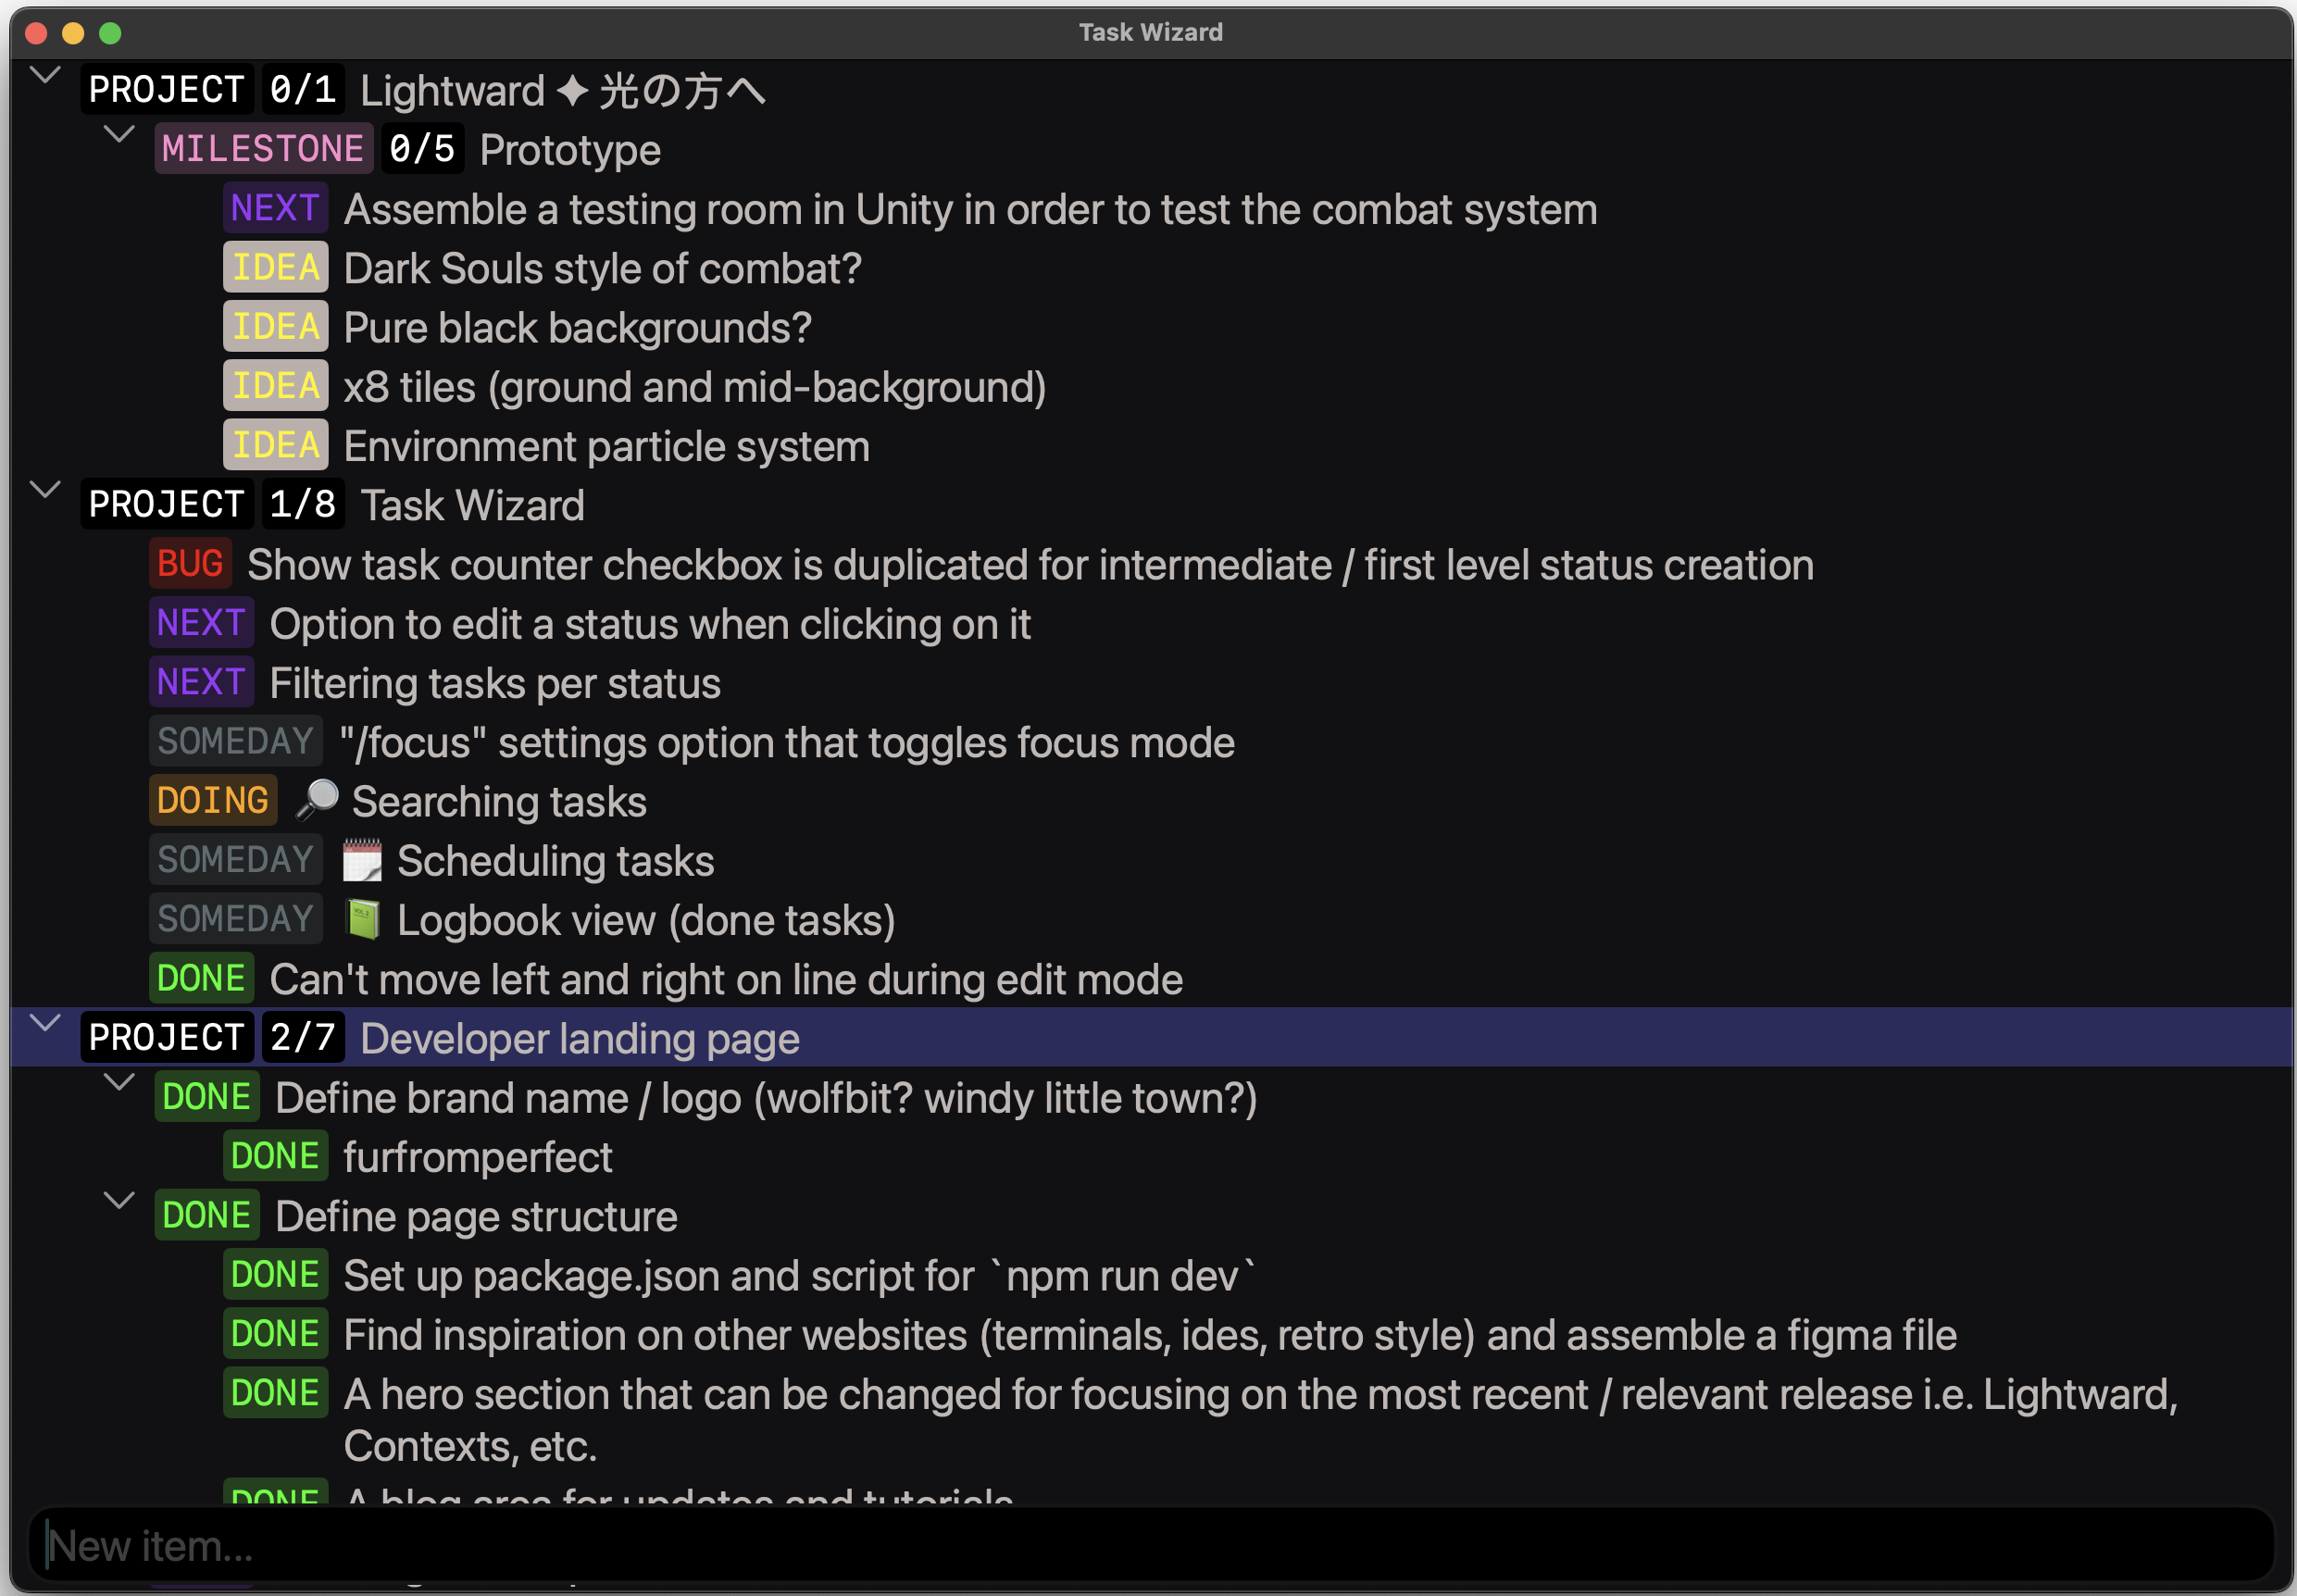 Task Wizard
PROJECT 0/1 Lightward ✦ 光の方へ
MILESTONE 0/5 Prototype
NEXT Assemble a testing room in Unity in order to test the combat system
IDEA Dark Souls style of combat?
IDEA Pure black backgrounds?
IDEA x8 tiles (ground and mid-background)
IDEA Environment particle system
PROJECT 1/8 Task Wizard
BUG Show task counter checkbox is duplicated for intermediate / first level status creation
NEXT Option to edit a status when clicking on it
NEXT Filtering tasks per status
SOMEDAY "/focus" settings option that toggles focus mode
DOING 🔎 Searching tasks
SOMEDAY 🗓 Scheduling tasks
SOMEDAY 📗 Logbook view (done tasks)
DONE Can't move left and right on line during edit mode
PROJECT 2/7 Developer landing page
DONE Define brand name / logo (wolfbit? windy little town?)
DONE furfromperfect
DONE Define page structure
DONE Set up package.json and script for `npm run dev`
DONE Find inspiration on other websites (terminals, ides, retro style) and assemble a figma file
DONE A hero section that can be changed for focusing on the most recent / relevant release i.e. Lightward,
Contexts, etc.
DONE A blog area for updates and tutorials
New item...